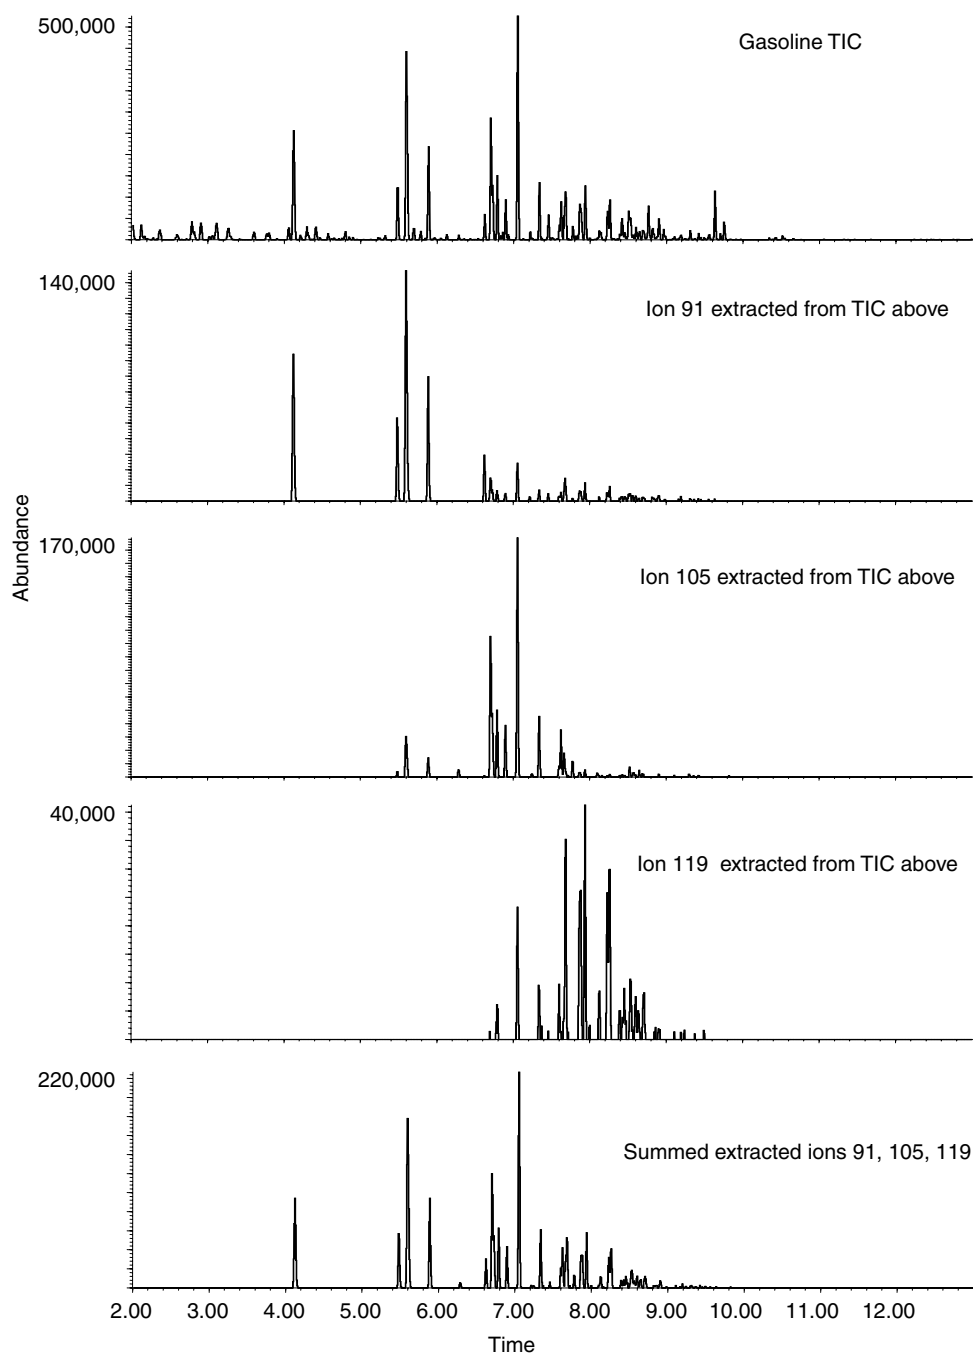 500,000
Gasoline TIC
140,000
Ion 91 extracted from TIC above
170,000
Ion 105 extracted from TIC above
Abundance
40,000
Ion 119 extracted from TIC above
220,000
Summed extracted ions 91, 105, 119
2.00 3.00 4.00 5.00 6.00 7.00 8.00 9.00 10.00 11.00 12.00
Time